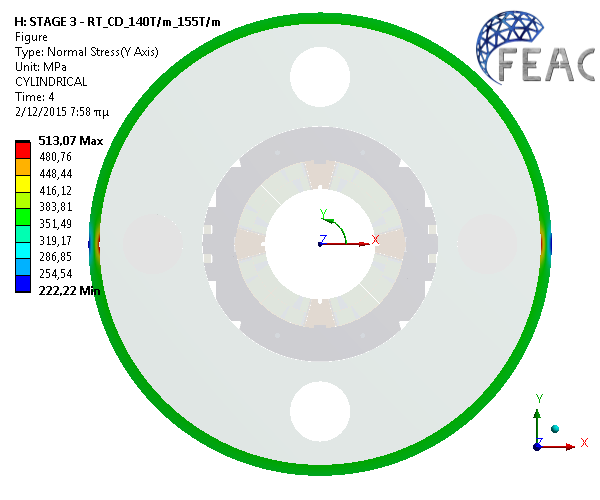 H: STAGE 3 - RT_CD_140T/m_155T/m
Figure
Type: Normal Stress(Y Axis)
Unit: MPa
CYLINDRICAL
Time: 4
2/12/2015 7:58 πμ
FEAC
513,07 Max
480,76
448,44
416,12
383,81
351,49
319,17
286,85
254,54
222,22 Min
Y
Z
X
Y
Z
X